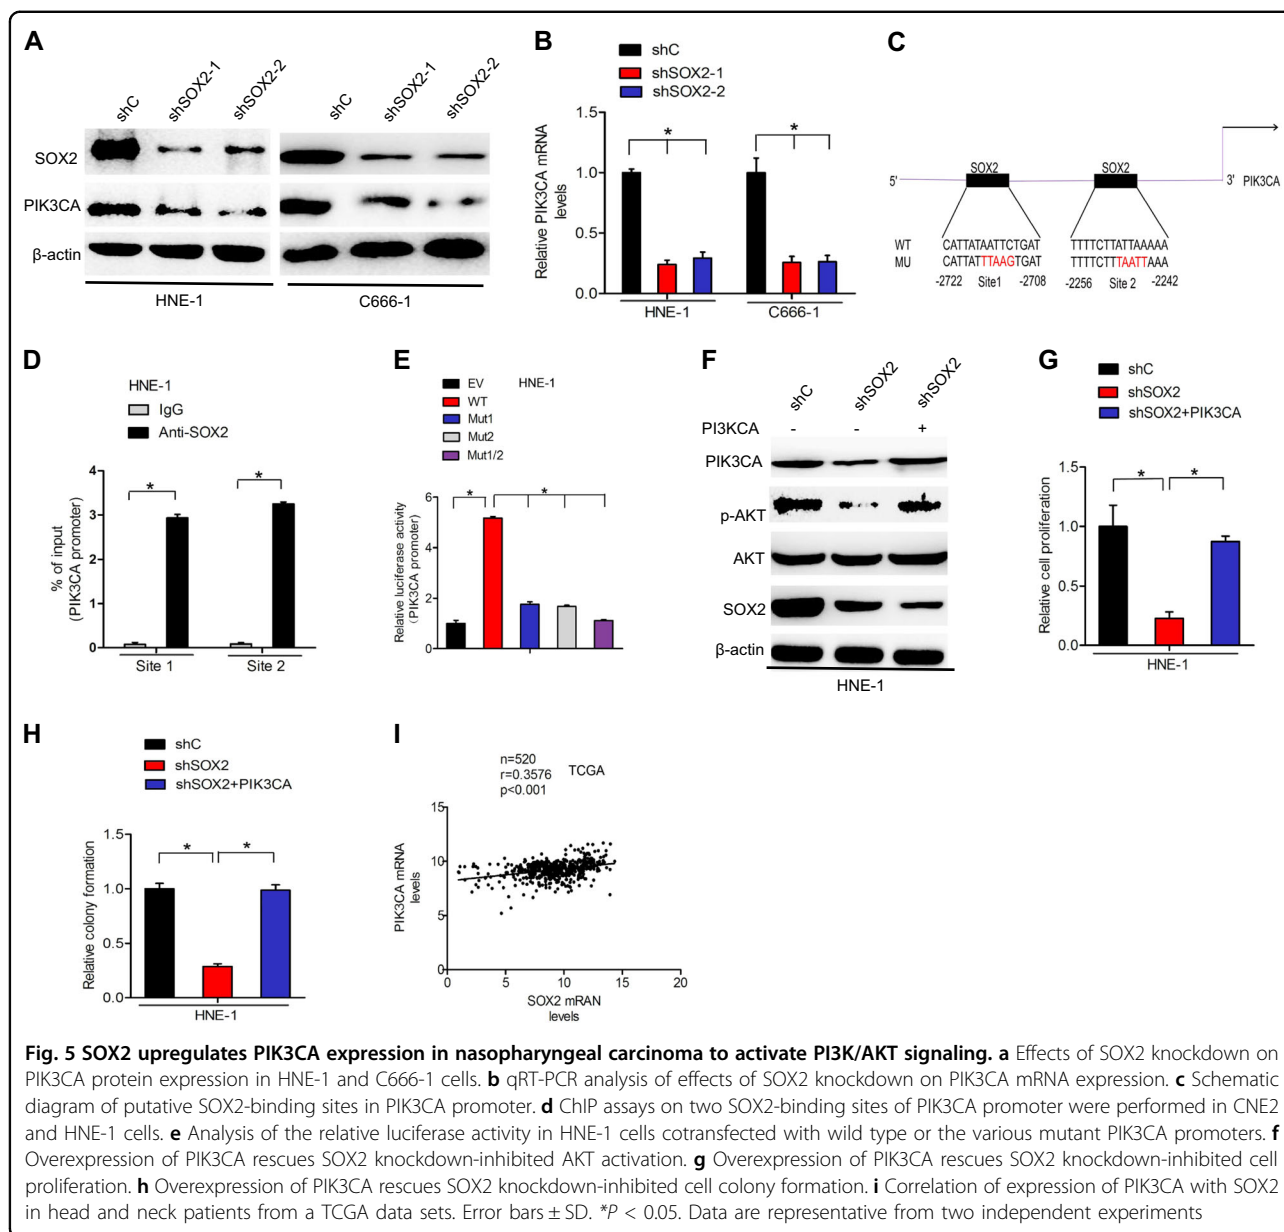 A
shC
shSOX2-1
shSOX2-2
shC
shSOX2-1
shSOX2-2
SOX2
PIK3CA
β-actin
HNE-1
C666-1
B
shC
shSOX2-1
shSOX2-2
Relative PIK3CA mRNA
levels
1.5
1.0
0.5
0.0
*
*
HNE-1
C666-1
C
SOX2
SOX2
5'
3'
PIK3CA
WT CATTATAATTCTGAT TTTTCTTATTAAAAA
MU CATTATTTAAGTGAT TTTTCTTTAATTAAA
-2722 Site1 -2708 -2256 Site 2 -2242
D
HNE-1
IgG
Anti-SOX2
% of input
(PIK3CA promoter)
4
3
2
1
0
*
*
Site 1
Site 2
E
EV HNE-1
WT
Mut1
Mut2
Mut1/2
Relative luciferase activity
(PIK3CA promoter)
6
4
2
0
*
*
F
shC
shSOX2
shSOX2
PI3KCA - - +
PIK3CA
p-AKT
AKT
SOX2
β-actin
HNE-1
G
shC
shSOX2
shSOX2+PIK3CA
Relative cell proliferation
1.5
1.0
0.5
0.0
*
*
HNE-1
H
shC
shSOX2
shSOX2+PIK3CA
Relative colony formation
1.5
1.0
0.5
0.0
*
*
HNE-1
I
n=520
r=0.3576
p<0.001
TCGA
PIK3CA mRNA
levels
15
10
5
0
0 5 10 15 20
SOX2 mRAN
levels
Fig. 5 SOX2 upregulates PIK3CA expression in nasopharyngeal carcinoma to activate PI3K/AKT signaling. a Effects of SOX2 knockdown on
PIK3CA protein expression in HNE-1 and C666-1 cells. b qRT-PCR analysis of effects of SOX2 knockdown on PIK3CA mRNA expression. c Schematic
diagram of putative SOX2-binding sites in PIK3CA promoter. d ChIP assays on two SOX2-binding sites of PIK3CA promoter were performed in CNE2
and HNE-1 cells. e Analysis of the relative luciferase activity in HNE-1 cells cotransfected with wild type or the various mutant PIK3CA promoters. f
Overexpression of PIK3CA rescues SOX2 knockdown-inhibited AKT activation. g Overexpression of PIK3CA rescues SOX2 knockdown-inhibited cell
proliferation. h Overexpression of PIK3CA rescues SOX2 knockdown-inhibited cell colony formation. i Correlation of expression of PIK3CA with SOX2
in head and neck patients from a TCGA data sets. Error bars ± SD. *P < 0.05. Data are representative from two independent experiments